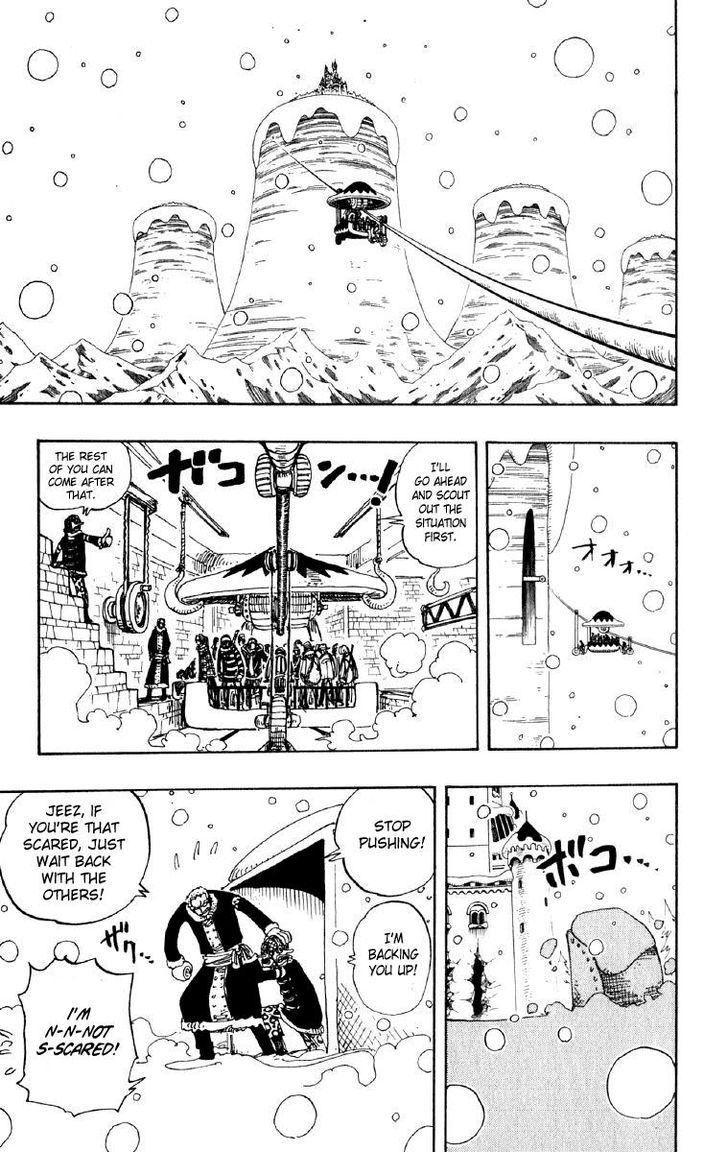 オオォ...
I'LL
GO AHEAD
AND SCOUT
OUT THE
SITUATION
FIRST.
ガコン...!
THE REST
OF YOU CAN
COME AFTER
THAT.
ボコ...
STOP
PUSHING!
I'M
BACKING
YOU UP!
JEEZ, IF
YOU'RE THAT
SCARED, JUST
WAIT BACK
WITH THE
OTHERS!
ザク...
I'M
N-N-NOT
S-SCARED!